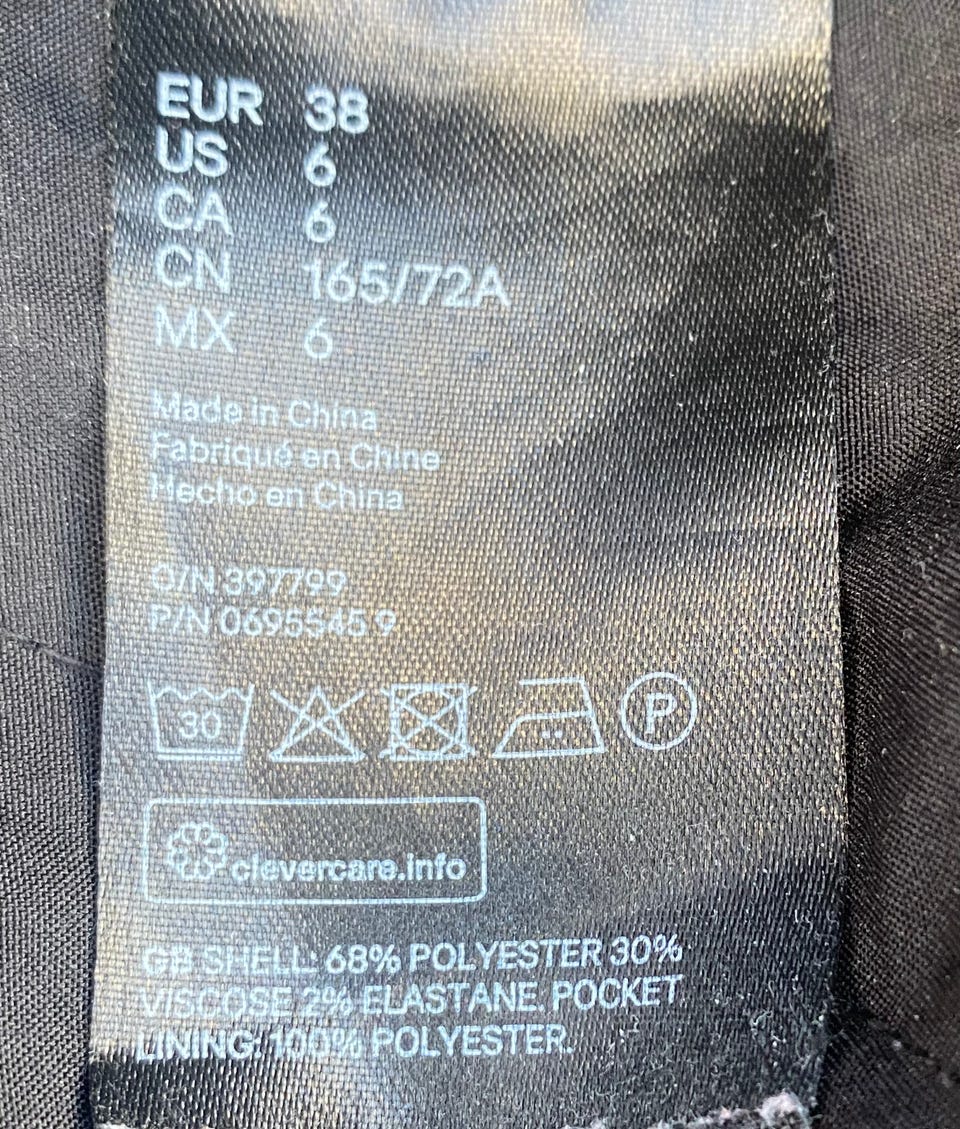 EUR 38
US 6
CA 6
CN 165/72A
MX 6
Made in China
Fabriqué en Chine
Hecho en China
O/N 397799
P/N 0695545 9
30
P
clevercare.info
GB SHELL: 68% POLYESTER 30%
VISCOSE 2% ELASTANE. POCKET
LINING: 100% POLYESTER.